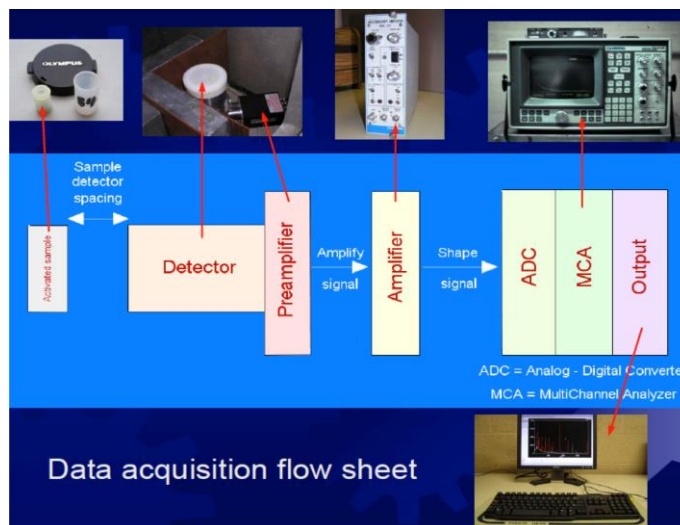 OLYMPUS
Sample
detector
spacing
Activated sample
Detector
Preamplifier
Amplify
signal
Amplifier
Shape
signal
ADC
MCA
Output
ADC = Analog - Digital Converte
MCA = MultiChannel Analyzer
Data acquisition flow sheet